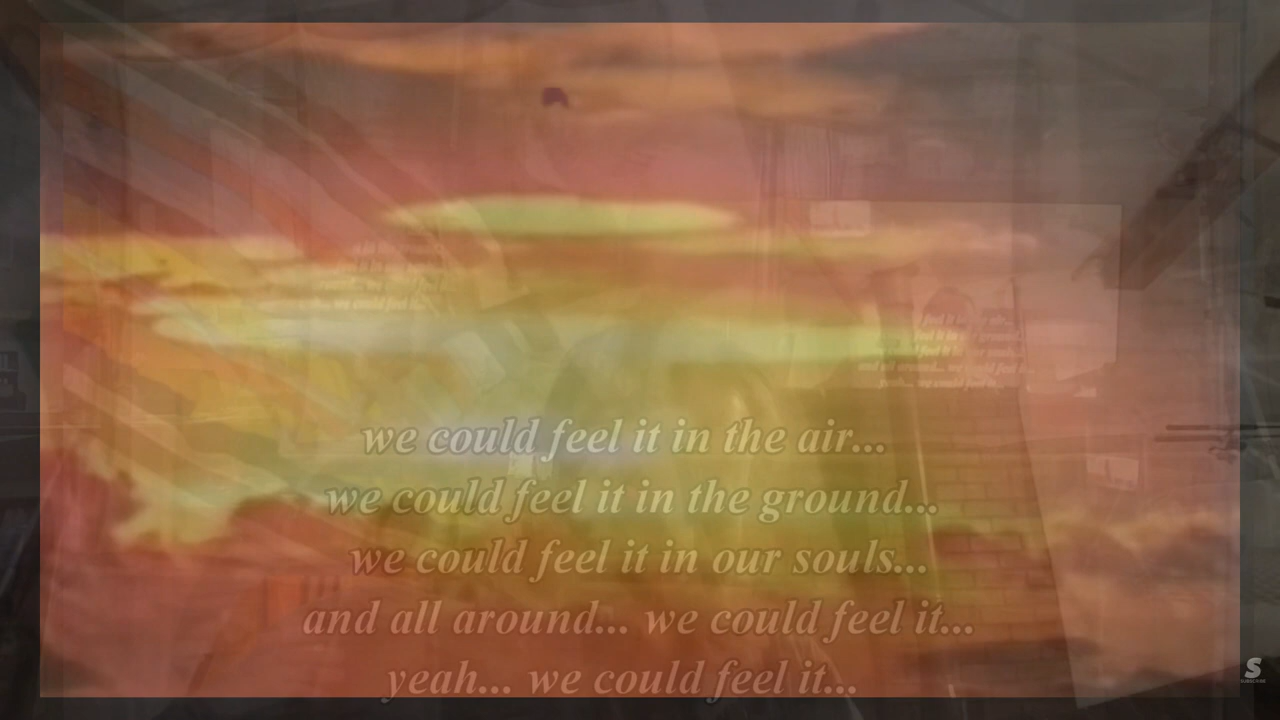 we could feel it in the air...
we could feel it in the ground...
we could feel it in our souls...
and all around... we could feel it...
yeah... we could feel it...